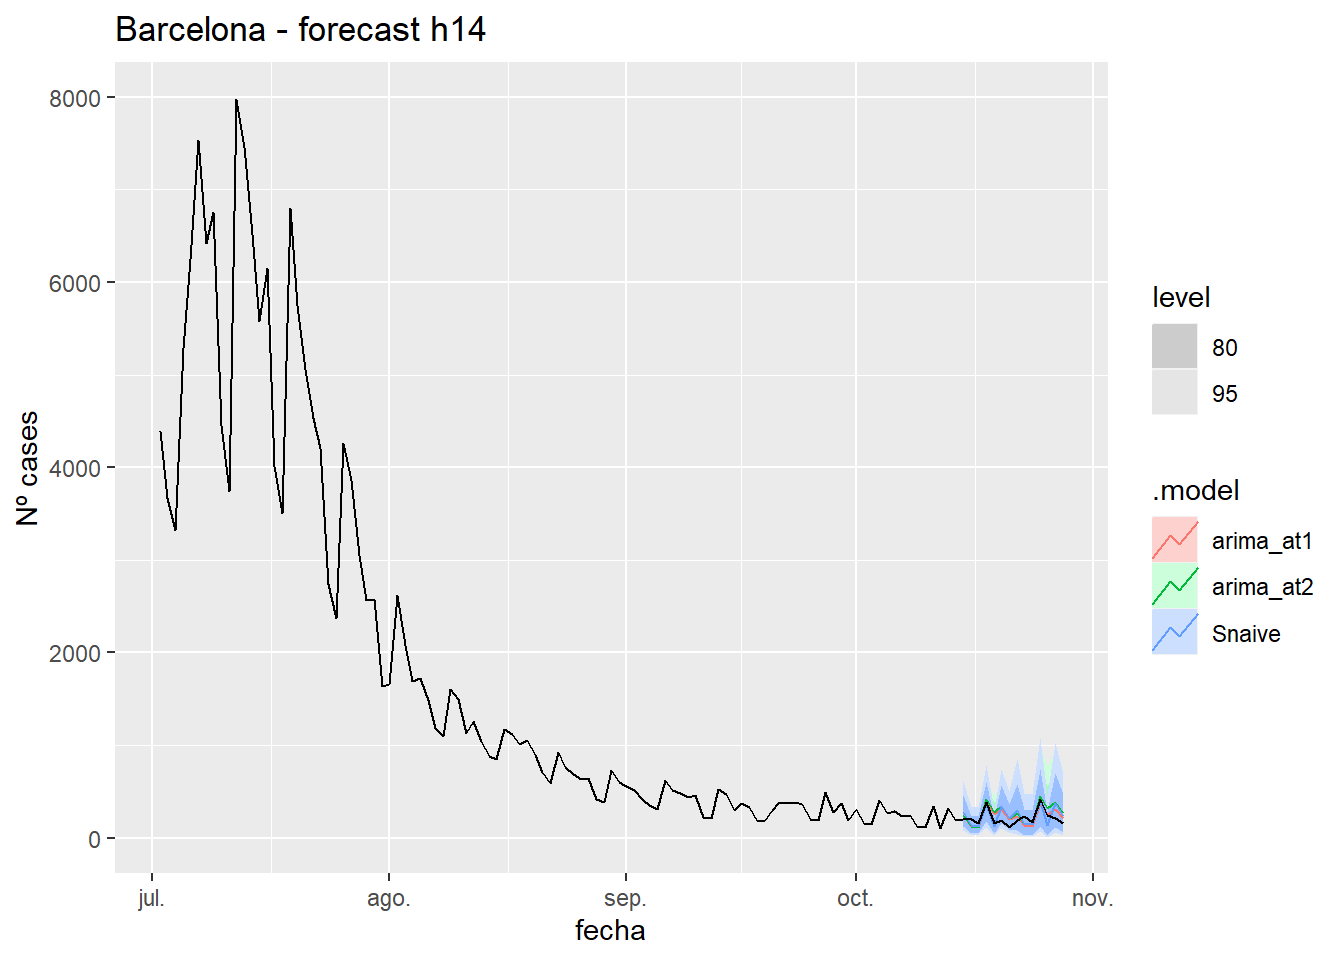 Barcelona - forecast h14
Nº cases
8000
6000
4000
2000
0
jul.
ago.
sep.
oct.
nov.
fecha
level
80
95
.model
arima_at1
arima_at2
Snaive